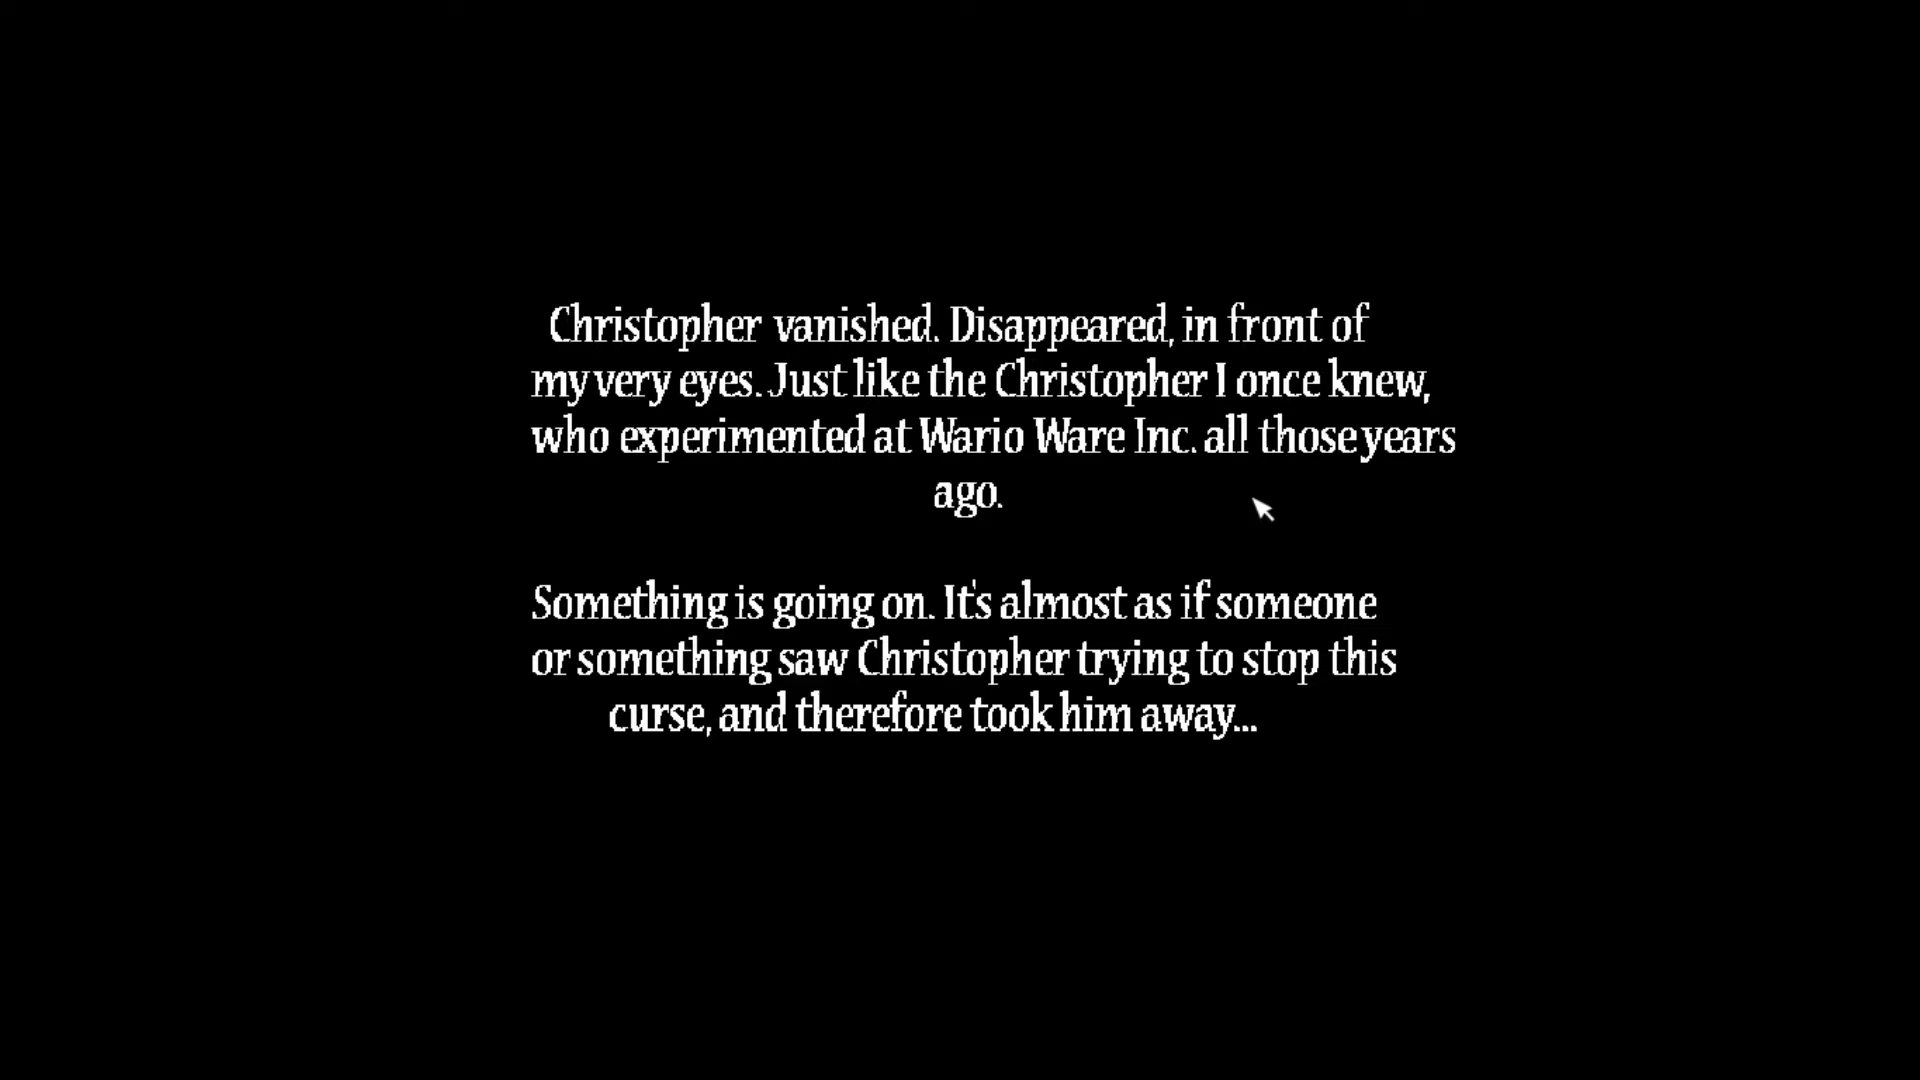 Christopher vanished. Disappeared, in front of
my very eyes. Just like the Christopher I once knew,
who experimented at Wario Ware Inc. all those years
ago.
Something is going on. It's almost as if someone
or something saw Christopher trying to stop this
curse, and therefore took him away...